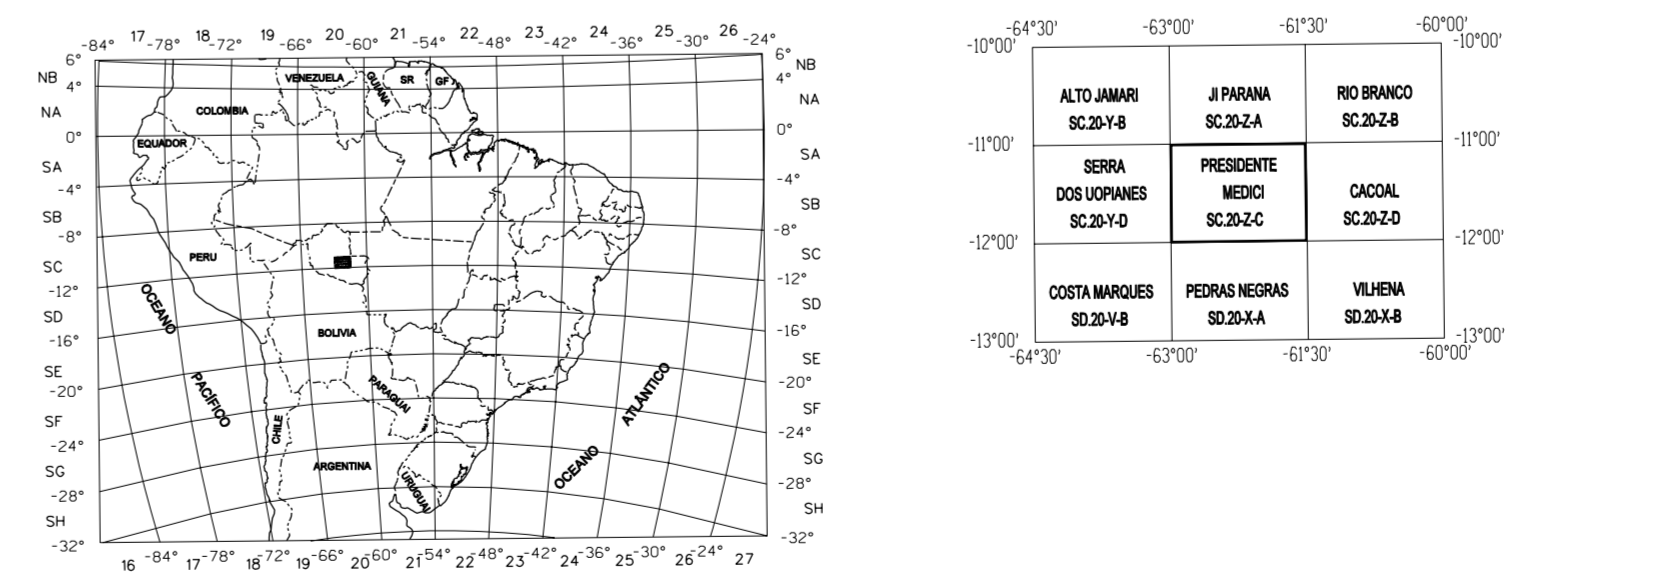 17 18 19 20 21 22 23 24 25 26
-84° -78° -72° -66° -60° -54° -48° -42° -36° -30° -24°
6° 6°
NB NB
4° 4°
NA NA
0° 0°
SA SA
-4° -4°
SB SB
-8° -8°
SC SC
-12° -12°
SD SD
-16° -16°
SE SE
-20° -20°
SF SF
-24° -24°
SG SG
-28° -28°
SH SH
-32° -32°
-84° -78° -72° -66° -60° -54° -48° -42° -36° -30° -24°
16 17 18 19 20 21 22 23 24 25 26 27
VENEZUELA
GUIANA
SR
GF
COLOMBIA
EQUADOR
PERU
BOLIVIA
PARAGUAI
CHILE
ARGENTINA
URUGUAI
OCEANO
PACÍFICO
OCEANO
ATLÂNTICO
-64°30' -63°00' -61°30' -60°00'
-10°00' -10°00'
ALTO JAMARI
SC.20-Y-B
JI PARANA
SC.20-Z-A
RIO BRANCO
SC.20-Z-B
-11°00' -11°00'
SERRA
DOS UOPIANES
SC.20-Y-D
PRESIDENTE
MEDICI
SC.20-Z-C
CACOAL
SC.20-Z-D
-12°00' -12°00'
COSTA MARQUES
SD.20-V-B
PEDRAS NEGRAS
SD.20-X-A
VILHENA
SD.20-X-B
-13°00' -13°00'
-64°30' -63°00' -61°30' -60°00'